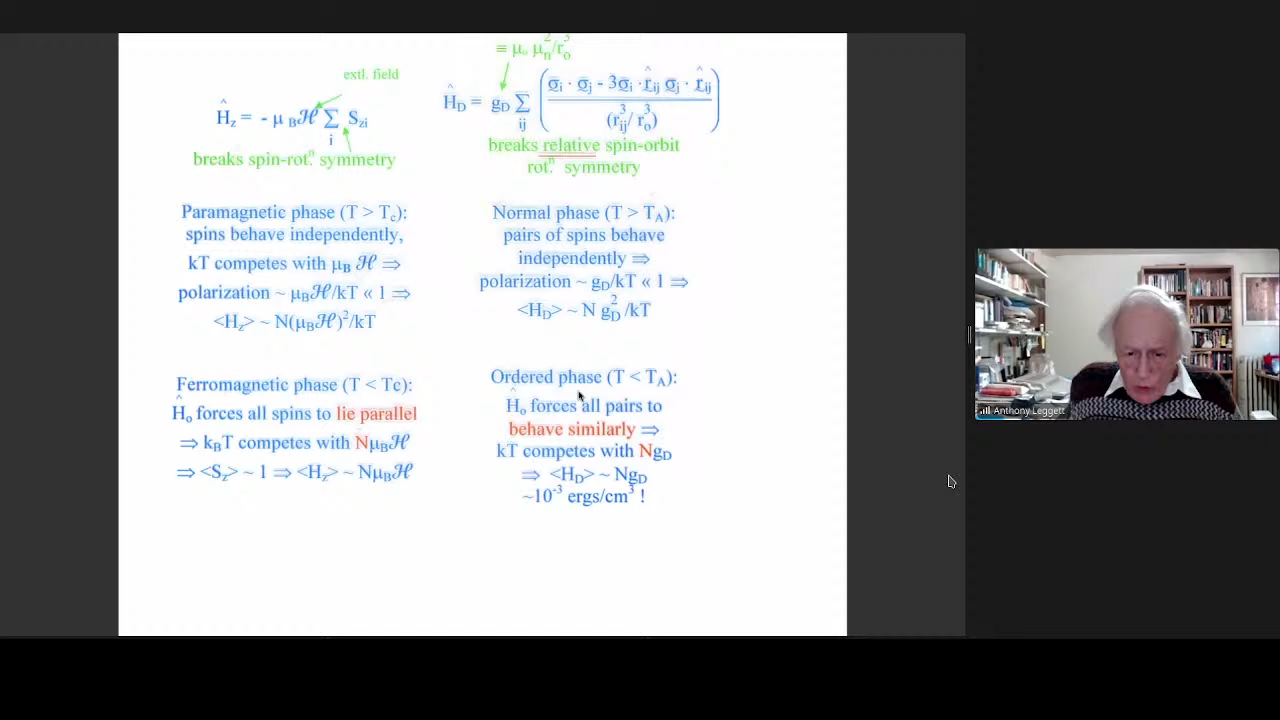 ≡ μ₀ μₙ²/r₀³
extl. field
Ĥz = - μB ℋ ∑i Szi
ĤD = gD ∑ij ( (σi · σj - 3σi · r̂ij σj · r̂ij) / (rij³/ r₀³) )
breaks spin-rot.ⁿ symmetry
breaks relative spin-orbit
rot.ⁿ symmetry
Paramagnetic phase (T > Tc):
spins behave independently,
kT competes with μB ℋ ⇒
polarization ~ μBℋ/kT « 1 ⇒
<Hz> ~ N(μBℋ)²/kT
Normal phase (T > TA):
pairs of spins behave
independently ⇒
polarization ~ gD/kT « 1 ⇒
<HD> ~ N gD² /kT
Ferromagnetic phase (T < Tc):
Ĥo forces all spins to lie parallel
⇒ kBT competes with NμBℋ
⇒ <Sz> ~ 1 ⇒ <Hz> ~ NμBℋ
Ordered phase (T < TA):
Ĥo forces all pairs to
behave similarly ⇒
kT competes with NgD
⇒ <HD> ~ NgD
~10⁻³ ergs/cm³ !
Anthony Leggett